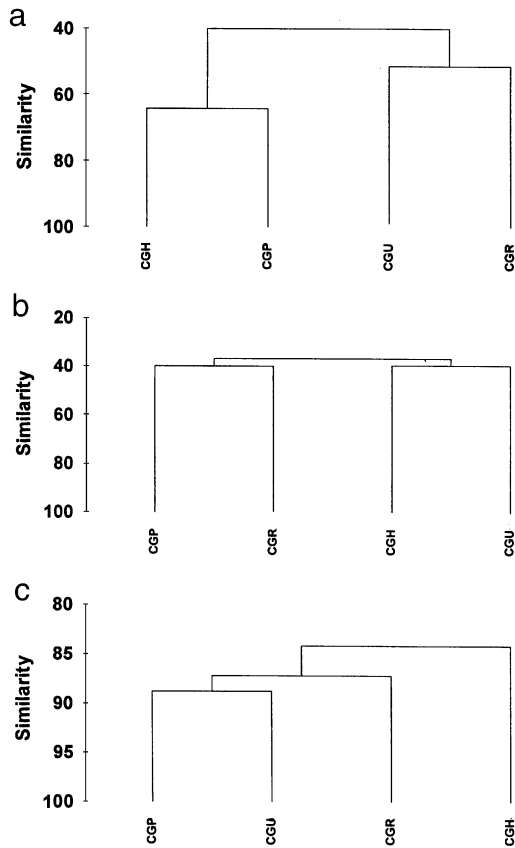 a
40
60
80
100
Similarity
CGH CGP CGU CGR
b
20
40
60
80
100
Similarity
CGP CGR CGH CGU
c
80
85
90
95
100
Similarity
CGP CGU CGR CGH